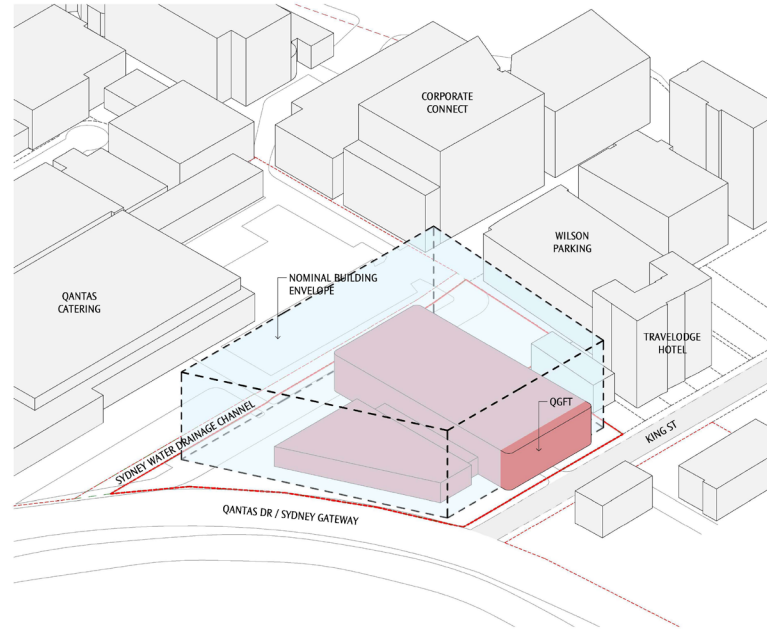 CORPORATE
CONNECT
WILSON
PARKING
NOMINAL BUILDING
ENVELOPE
QANTAS
CATERING
TRAVELODGE
HOTEL
QGFT
KING ST
SYDNEY WATER DRAINAGE CHANNEL
QANTAS DR / SYDNEY GATEWAY